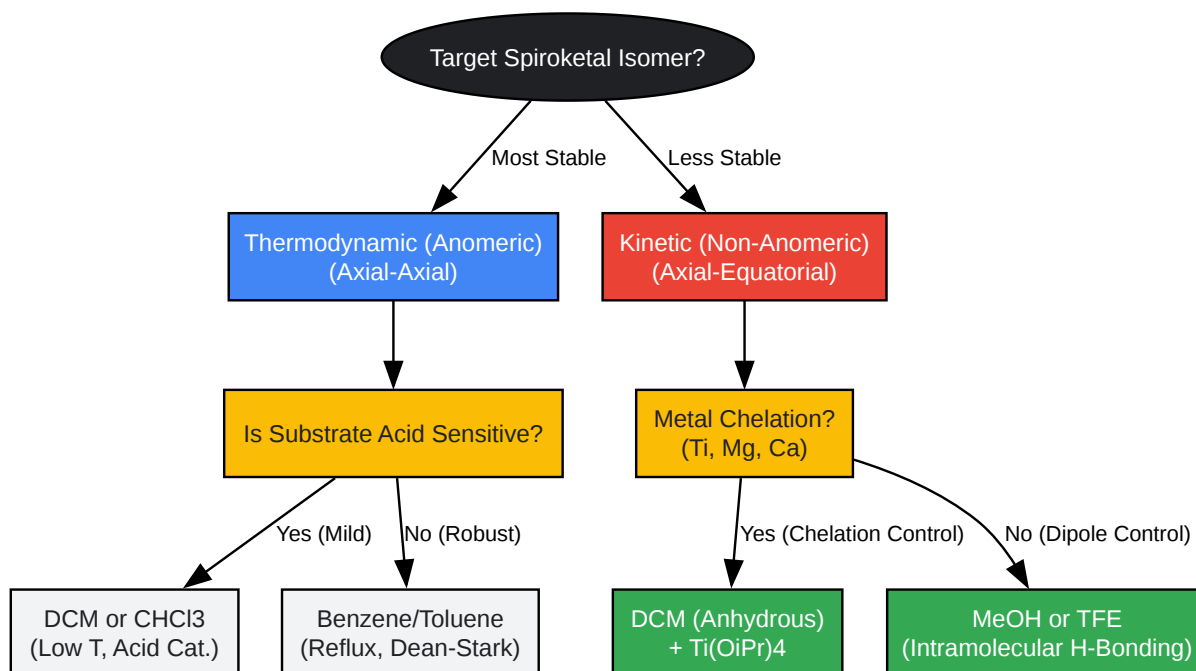 Target Spiroketal Isomer?
Most Stable
Less Stable
Thermodynamic (Anomeric)
(Axial-Axial)
Kinetic (Non-Anomeric)
(Axial-Equatorial)
Is Substrate Acid Sensitive?
Metal Chelation?
(Ti, Mg, Ca)
Yes (Mild)
No (Robust)
Yes (Chelation Control)
No (Dipole Control)
DCM or CHCl3
(Low T, Acid Cat.)
Benzene/Toluene
(Reflux, Dean-Stark)
DCM (Anhydrous)
+ Ti(OiPr)4
MeOH or TFE
(Intramolecular H-Bonding)